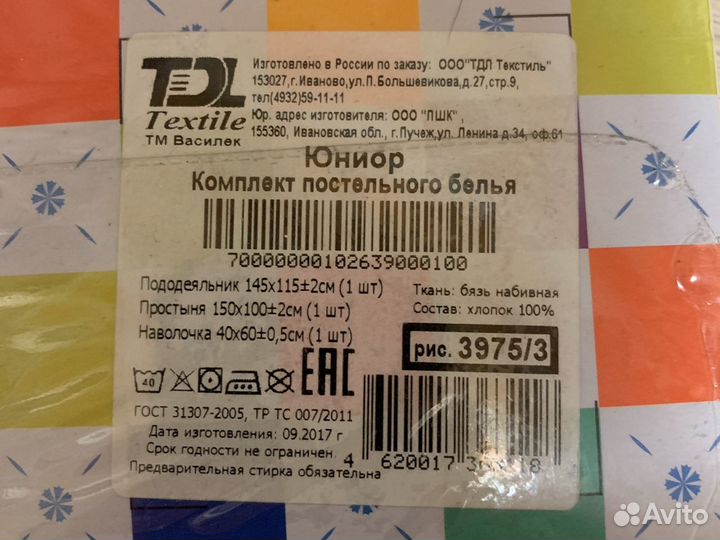 TDL
Textile
ТМ Василек
Изготовлено в России по заказу: ООО"ТДЛ Текстиль"
153027,г.Иваново,ул.П.Большевикова,д.27,стр.9,
тел(4932)59-11-11
Юр. адрес изготовителя: ООО "ПШК" ,
155360, Ивановская обл., г.Пучеж,ул. Ленина д.34, оф.61
Юниор
Комплект постельного белья
70000000102639000100
Пододеяльник 145х115±2см (1 шт)
Простыня 150х100±2см (1 шт)
Наволочка 40х60±0,5см (1 шт)
Ткань: бязь набивная
Состав: хлопок 100%
рис. 3975/3
40
EAC
ГОСТ 31307-2005, ТР ТС 007/2011
Дата изготовления: 09.2017 г
Срок годности не ограничен
Предварительная стирка обязательна
4 620017
Avito